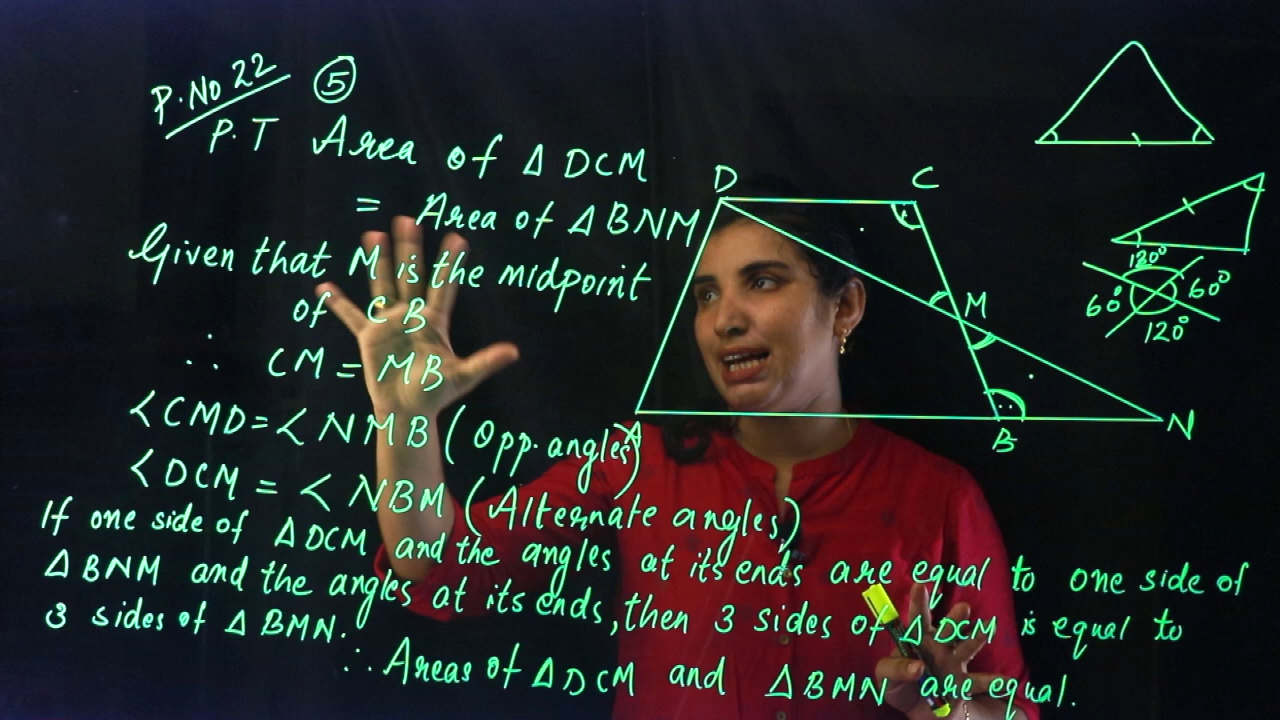 P.No 22 ⑤
P.T Area of Δ DCM
= Area of Δ BNM
Given that M is the midpoint
of CB
∴ CM = MB
<CMD = < NMB (Opp. angles)
<DCM = < NBM (Alternate angles)
If one side of Δ DCM and the angles at its ends are equal to one side of
Δ BNM and the angles at its ends, then 3 sides of Δ DCM is equal to
3 sides of Δ BMN.
∴ Areas of Δ DCM and Δ BMN are equal.
D C
M
A B N
120°
60° 60°
120°